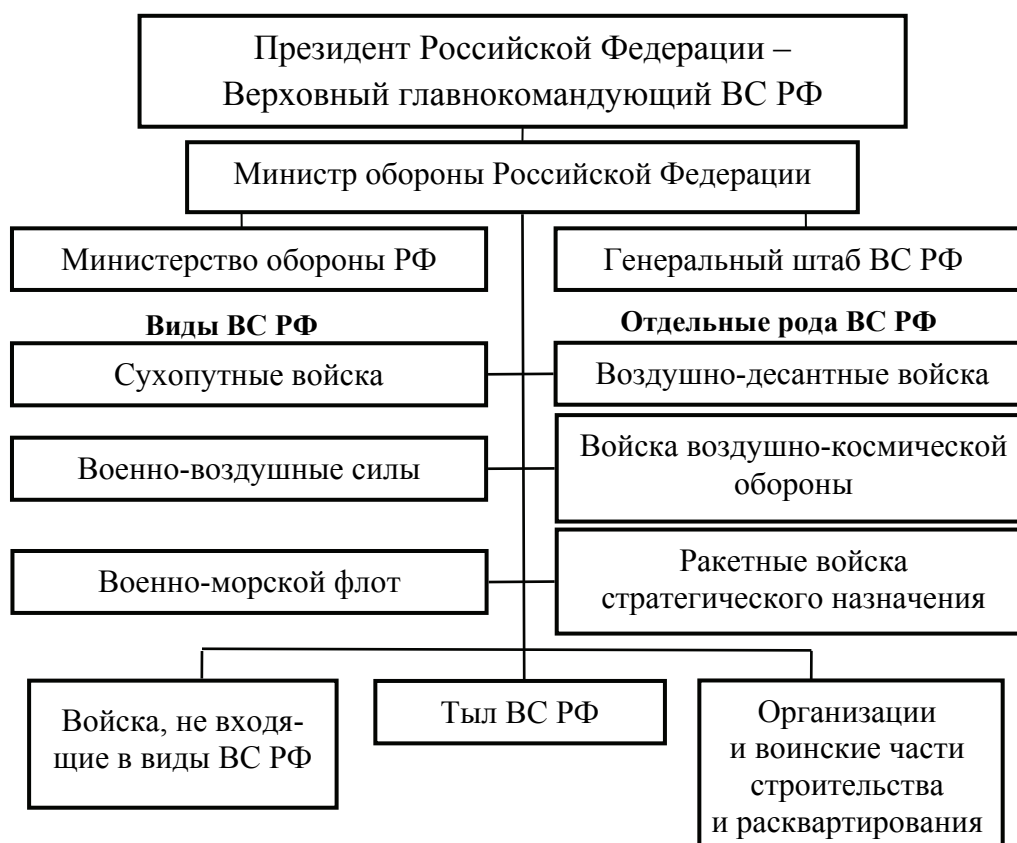 Президент Российской Федерации –
Верховный главнокомандующий ВС РФ
Министр обороны Российской Федерации
Министерство обороны РФ
Генеральный штаб ВС РФ
Виды ВС РФ
Отдельные рода ВС РФ
Сухопутные войска
Воздушно-десантные войска
Военно-воздушные силы
Войска воздушно-космической
обороны
Военно-морской флот
Ракетные войска
стратегического назначения
Войска, не входя-
щие в виды ВС РФ
Тыл ВС РФ
Организации
и воинские части
строительства
и расквартирования